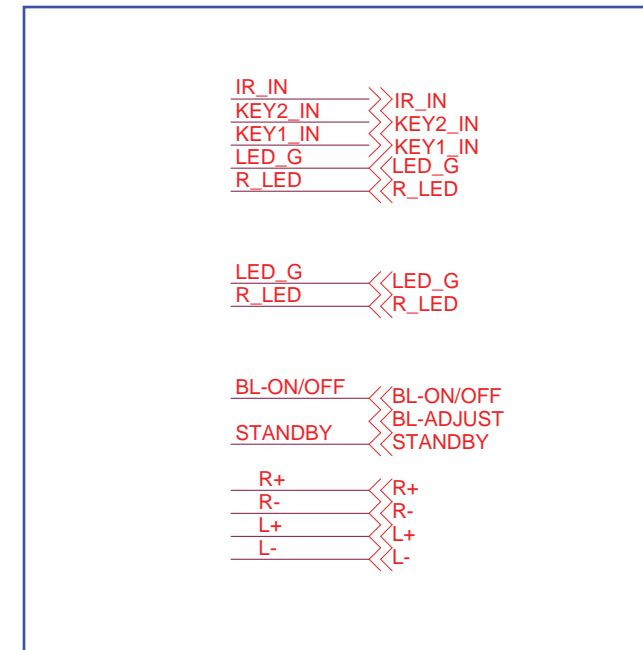 IR_IN IR_IN
KEY2_IN KEY2_IN
KEY1_IN KEY1_IN
LED_G LED_G
R_LED R_LED
LED_G LED_G
R_LED R_LED
BL-ON/OFF BL-ON/OFF
BL-ADJUST
STANDBY STANDBY
R+ R+
R- R-
L+ L+
L- L-